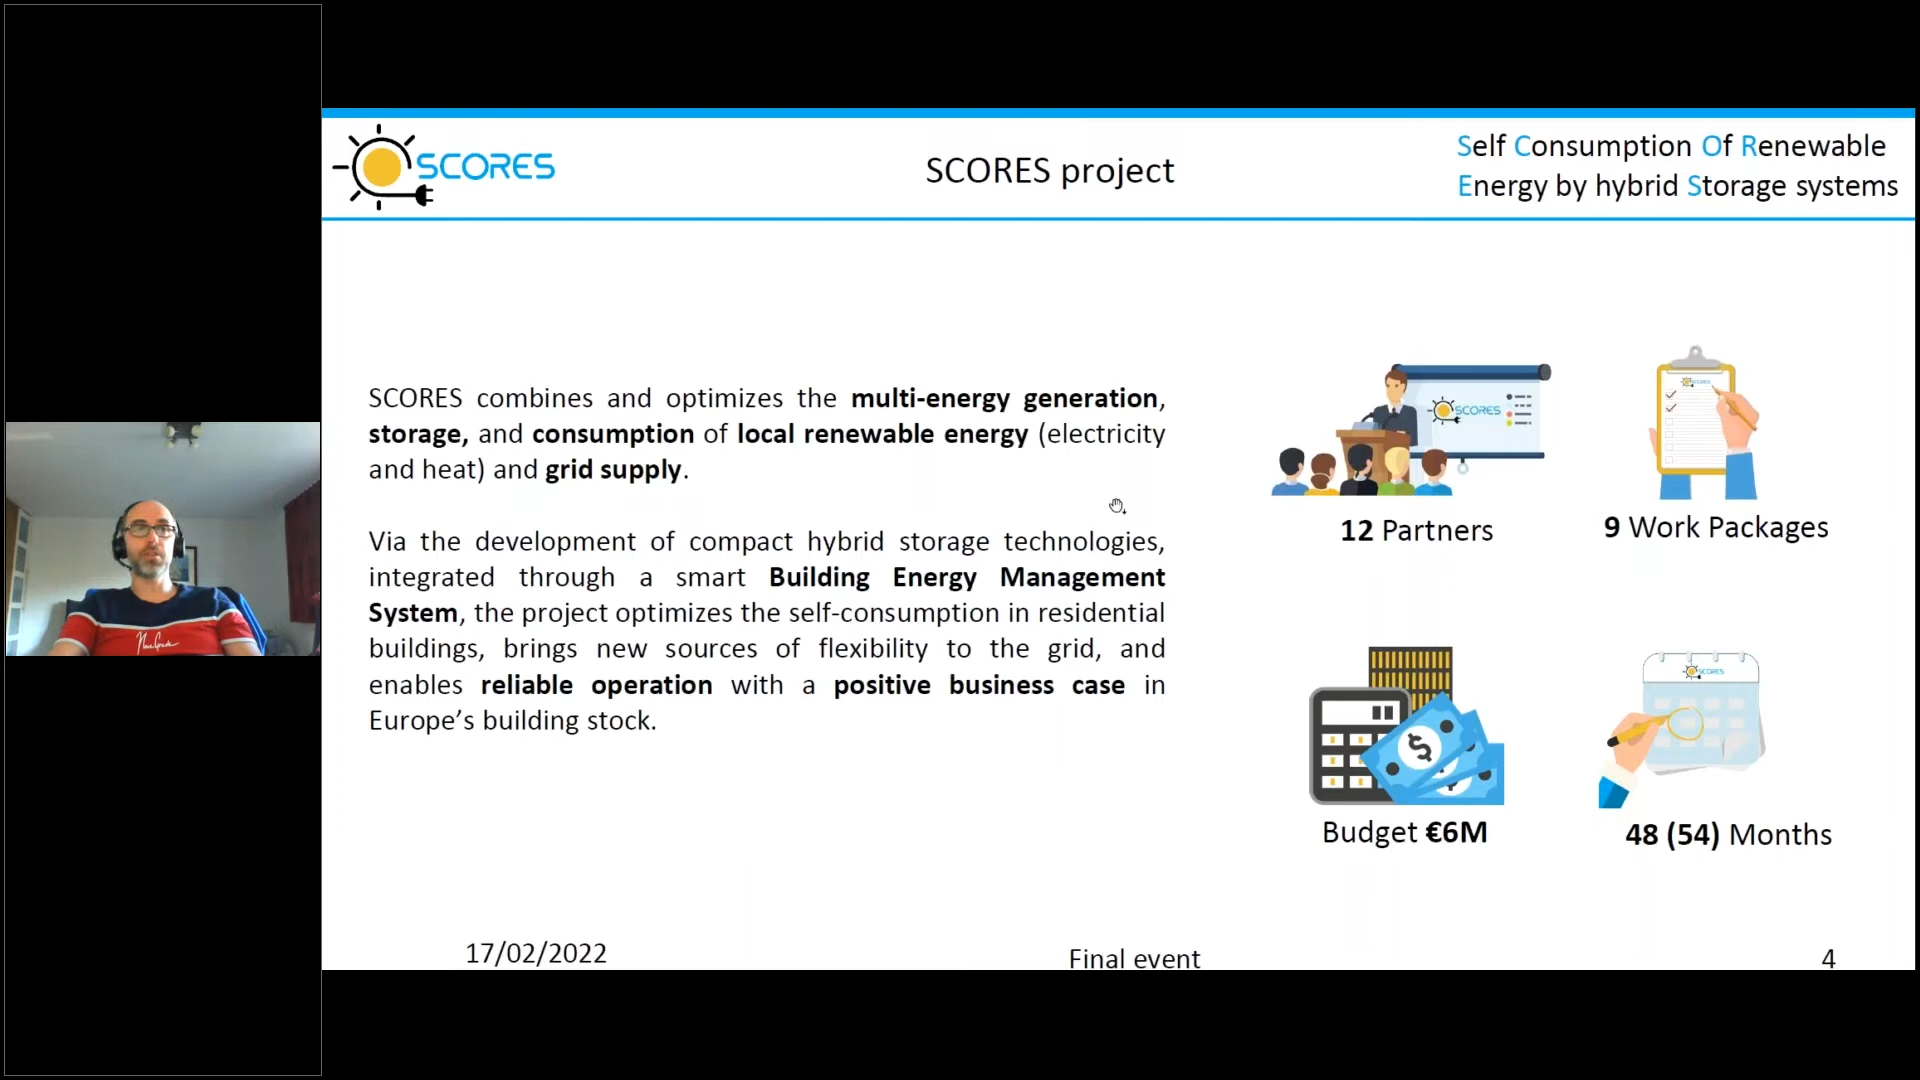 SCORES
SCORES project
Self Consumption Of Renewable
Energy by hybrid Storage systems
SCORES combines and optimizes the multi-energy generation,
storage, and consumption of local renewable energy (electricity
and heat) and grid supply.
Via the development of compact hybrid storage technologies,
integrated through a smart Building Energy Management
System, the project optimizes the self-consumption in residential
buildings, brings new sources of flexibility to the grid, and
enables reliable operation with a positive business case in
Europe’s building stock.
SCORES
12 Partners
SCORES
9 Work Packages
$
Budget €6M
SCORES
48 (54) Months
17/02/2022
Final event
4